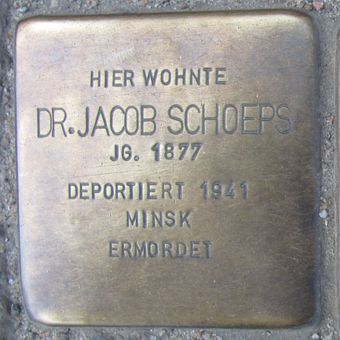 HIER WOHNTE
DR. JACOB SCHOEPS
JG. 1877
DEPORTIERT 1941
MINSK
ERMORDET